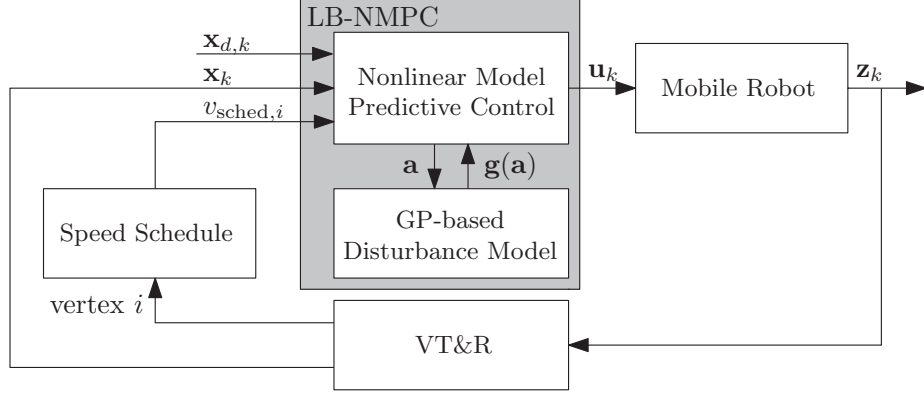 LB-NMPC
x_{d,k}
x_k
v_{sched,i}
Nonlinear Model
Predictive Control
u_k
Mobile Robot
z_k
a
g(a)
Speed Schedule
GP-based
Disturbance Model
vertex i
VT&R